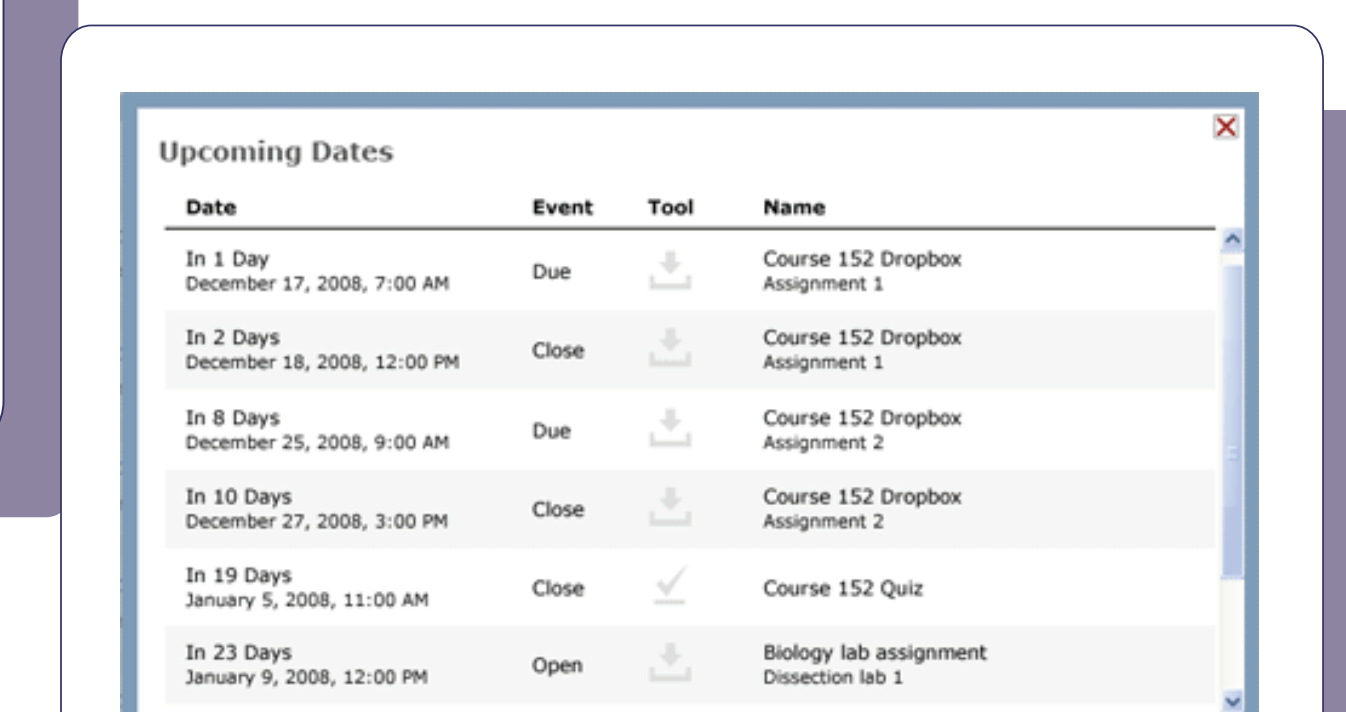 Upcoming Dates
Date Event Tool Name
In 1 Day
December 17, 2008, 7:00 AM
Due
Course 152 Dropbox
Assignment 1
In 2 Days
December 18, 2008, 12:00 PM
Close
Course 152 Dropbox
Assignment 1
In 8 Days
December 25, 2008, 9:00 AM
Due
Course 152 Dropbox
Assignment 2
In 10 Days
December 27, 2008, 3:00 PM
Close
Course 152 Dropbox
Assignment 2
In 19 Days
January 5, 2008, 11:00 AM
Close
Course 152 Quiz
In 23 Days
January 9, 2008, 12:00 PM
Open
Biology lab assignment
Dissection lab 1